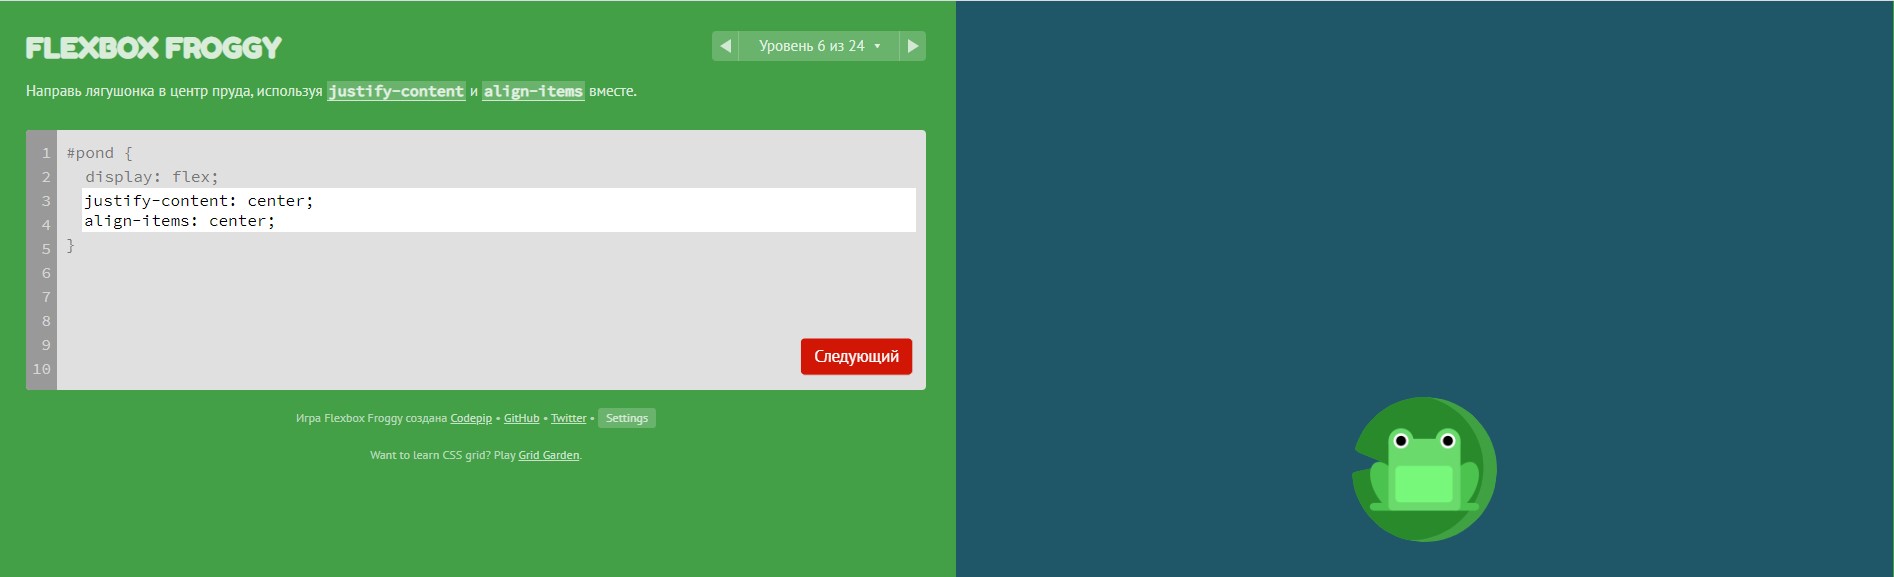 FLEXBOX FROGGY
Уровень 6 из 24
Направь лягушонка в центр пруда, используя justify-content и align-items вместе.
1 #pond {
2 display: flex;
3 justify-content: center;
4 align-items: center;
5 }
6
7
8
9
10
Следующий
Игра Flexbox Froggy создана Codepip • GitHub • Twitter • Settings
Want to learn CSS grid? Play Grid Garden.